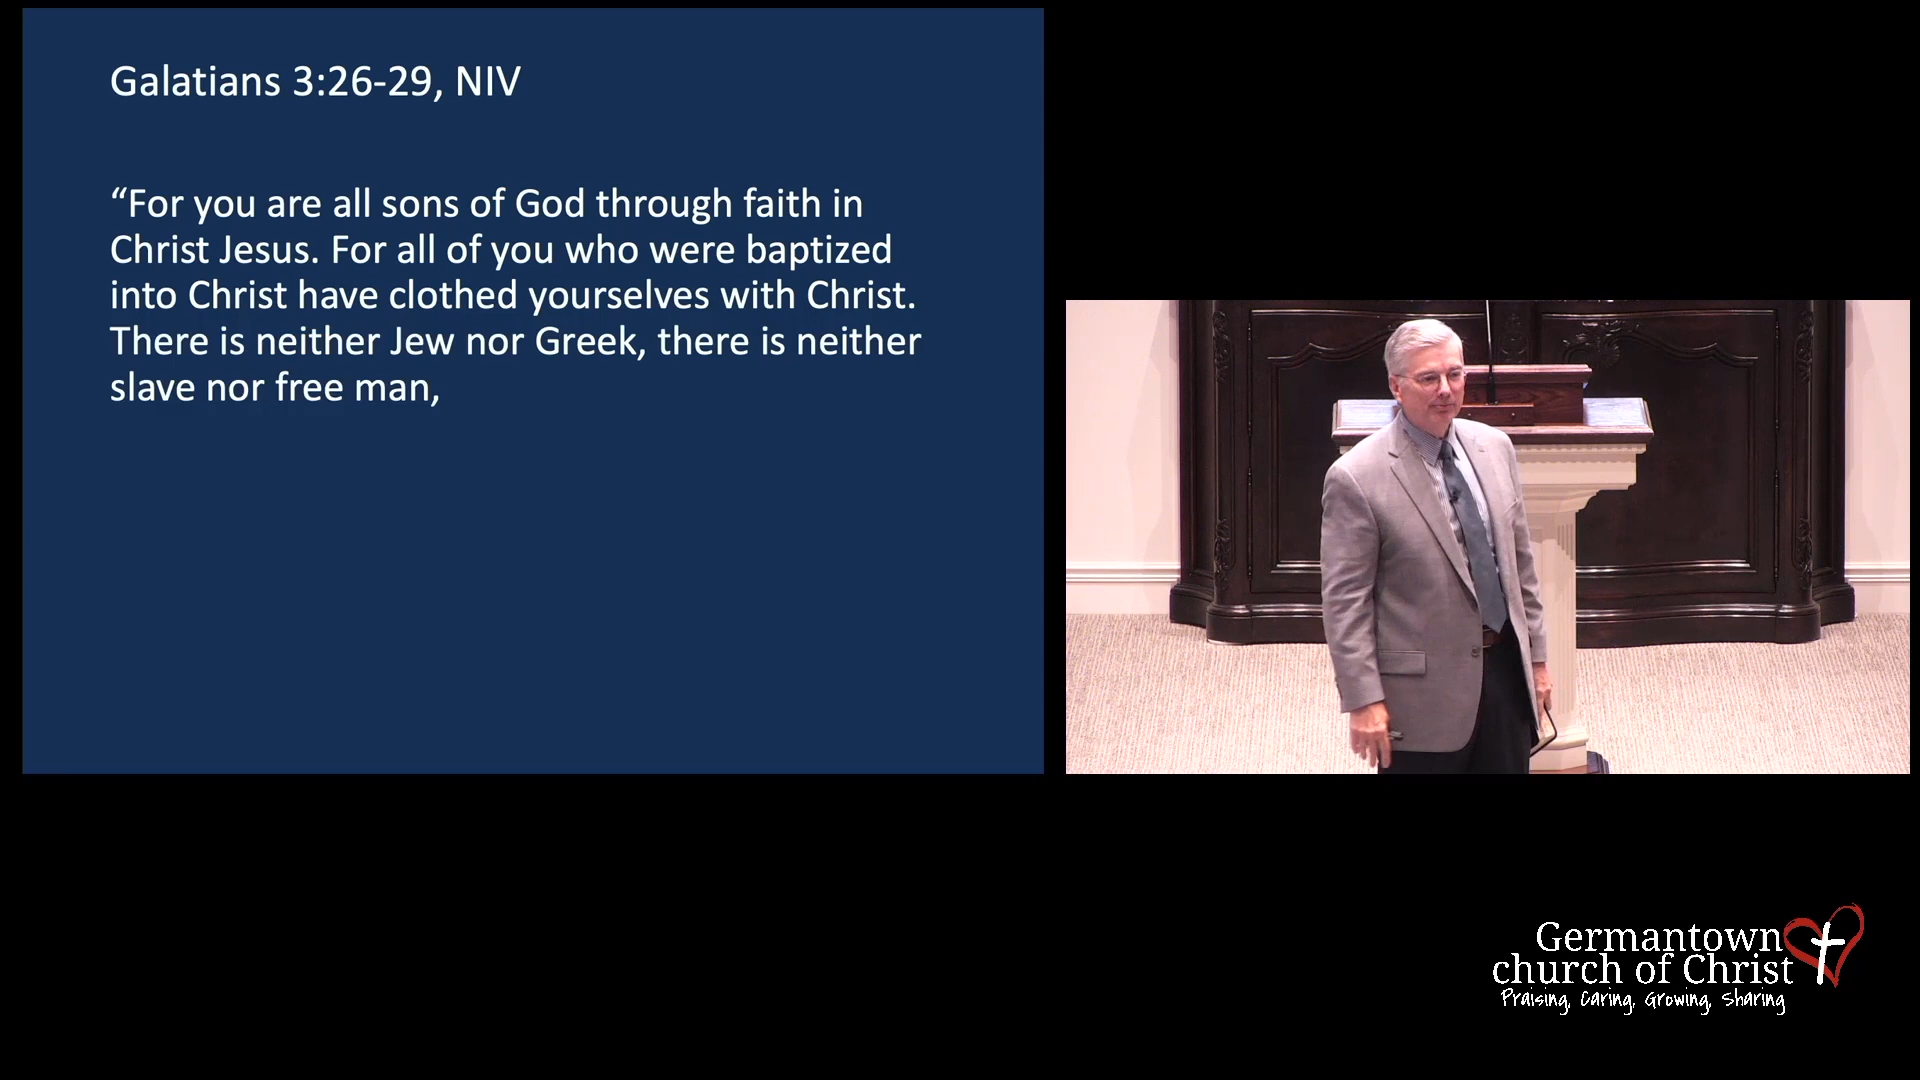 Galatians 3:26-29, NIV
“For you are all sons of God through faith in
Christ Jesus. For all of you who were baptized
into Christ have clothed yourselves with Christ.
There is neither Jew nor Greek, there is neither
slave nor free man,
Germantown
church of Christ
Praising, Caring, Growing, Sharing